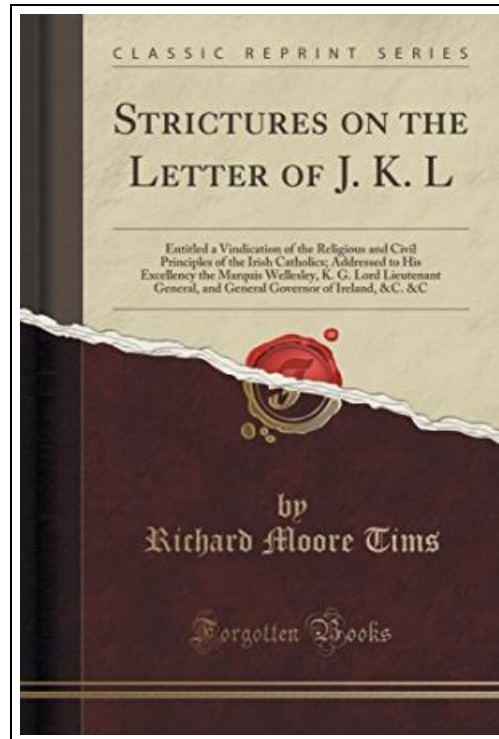 CLASSIC REPRINT SERIES
STRICTURES ON THE
LETTER OF J. K. L
Entitled a Vindication of the Religious and Civil
Principles of the Irish Catholics; Addressed to His
Excellency the Marquis Wellesley, K. G. Lord Lieutenant
General, and General Governor of Ireland, &C. &C
by
Richard Moore Tims
Forgotten Books